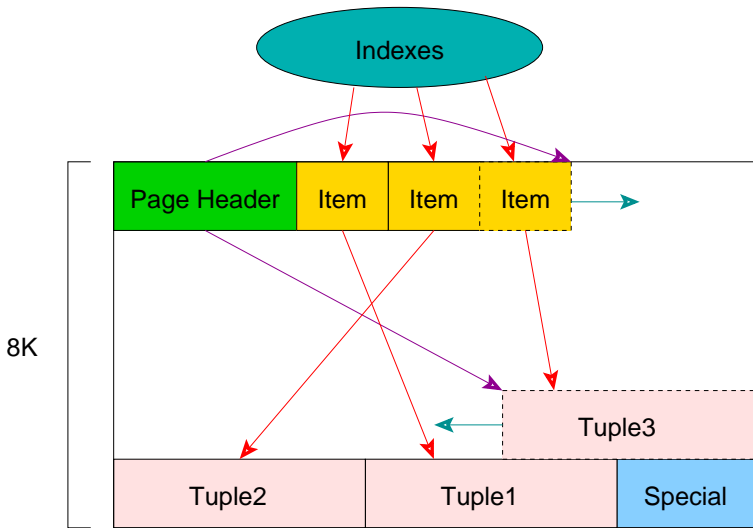 Indexes
Page Header Item Item Item
8K
Tuple3
Tuple2 Tuple1 Special